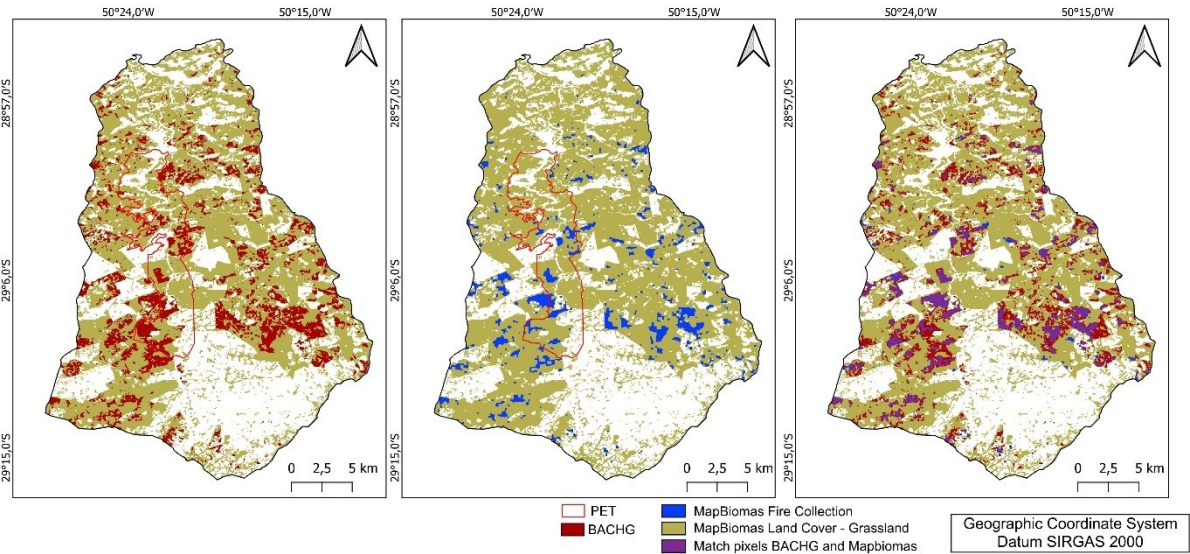 50°24,0'W 50°15,0'W 50°24,0'W 50°15,0'W 50°24,0'W 50°15,0'W
28°57,0'S 28°57,0'S 28°57,0'S
29°6,0'S 29°6,0'S 29°6,0'S
29°15,0'S 29°15,0'S 29°15,0'S
0 2,5 5 km 0 2,5 5 km 0 2,5 5 km
PET
BACHG
MapBiomas Fire Collection
MapBiomas Land Cover - Grassland
Match pixels BACHG and Mapbiomas
Geographic Coordinate System
Datum SIRGAS 2000